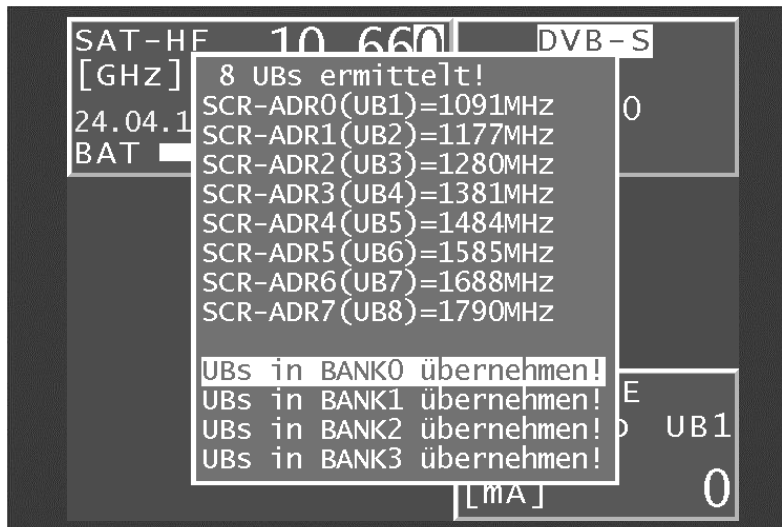 SAT-HF 10 660
DVB-S
[GHz]
0
24.04.1
BAT
8 UBs ermittelt!
SCR-ADR0(UB1)=1091MHz
SCR-ADR1(UB2)=1177MHz
SCR-ADR2(UB3)=1280MHz
SCR-ADR3(UB4)=1381MHz
SCR-ADR4(UB5)=1484MHz
SCR-ADR5(UB6)=1585MHz
SCR-ADR6(UB7)=1688MHz
SCR-ADR7(UB8)=1790MHz
UBs in BANK0 übernehmen!
UBs in BANK1 übernehmen!
UBs in BANK2 übernehmen!
UBs in BANK3 übernehmen!
E
UB1
[mA] 0